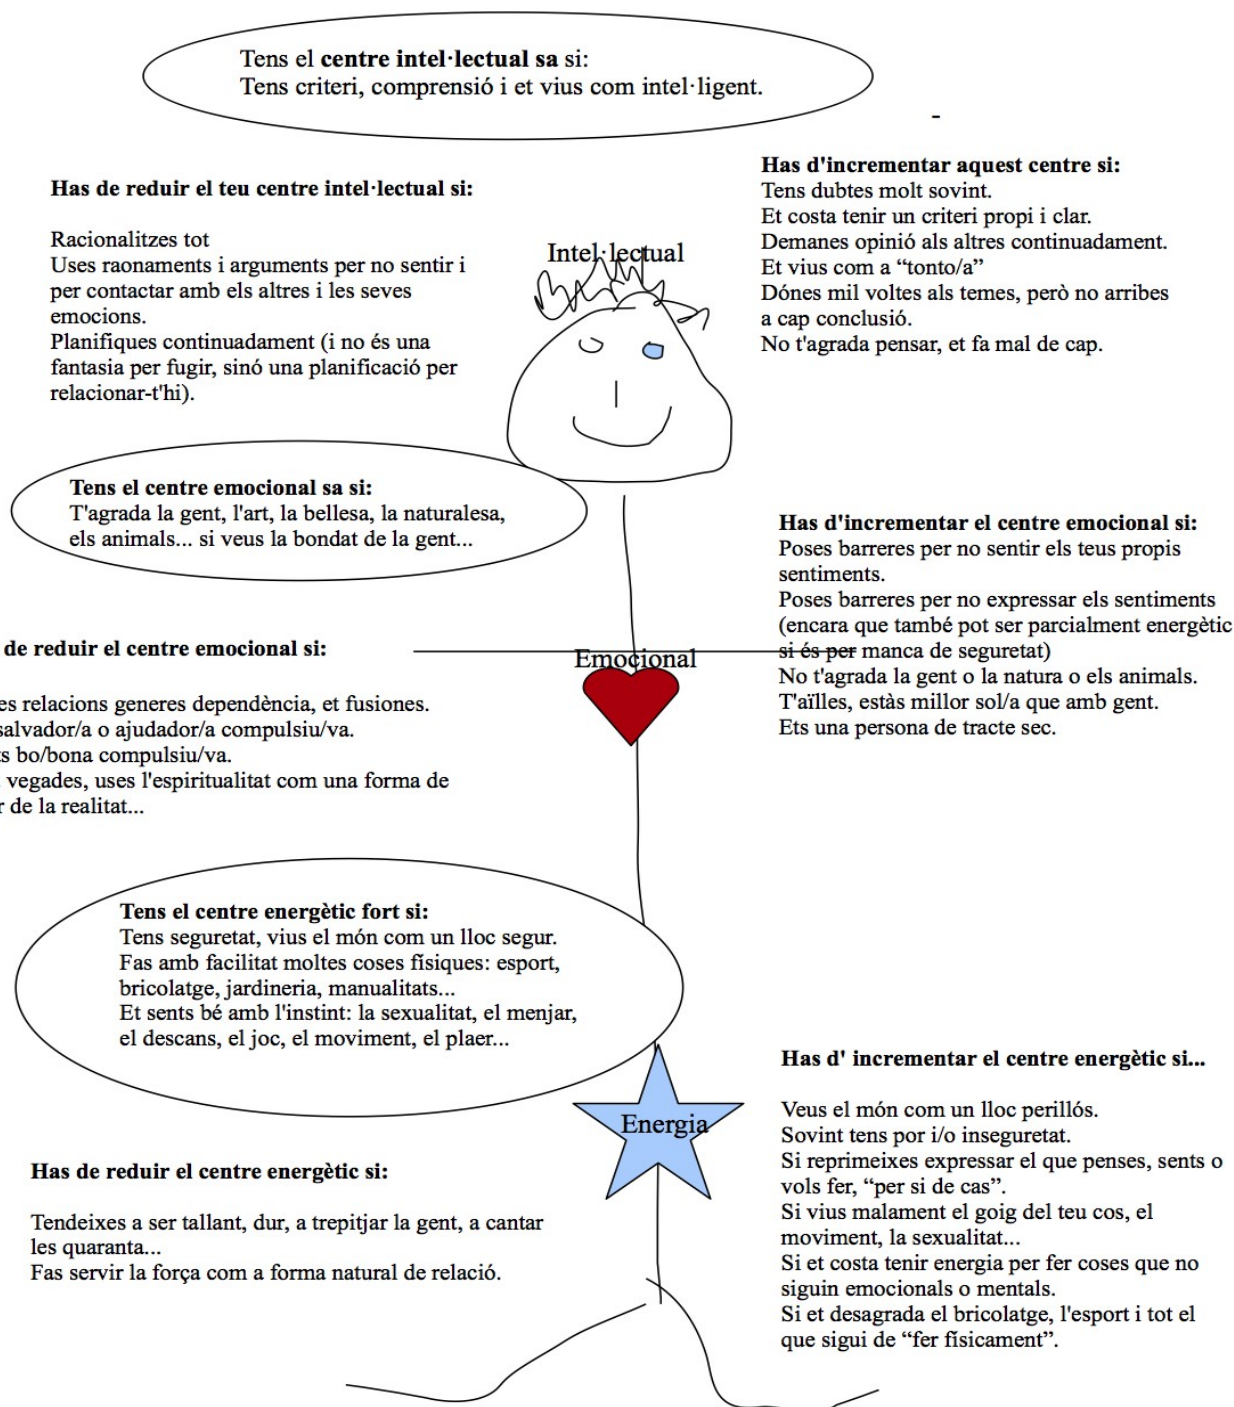 Tens el centre intel·lectual sa si:
Tens criteri, comprensió i et vius com intel·ligent.
-
Has de reduir el teu centre intel·lectual si:
Racionalitzes tot
Uses raonaments i arguments per no sentir i
per contactar amb els altres i les seves
emocions.
Planifiques continuadament (i no és una
fantasia per fugir, sinó una planificació per
relacionar-t'hi).
Intel·lectual
Has d'incrementar aquest centre si:
Tens dubtes molt sovint.
Et costa tenir un criteri propi i clar.
Demanes opinió als altres continuadament.
Et vius com a “tonto/a”
Dónes mil voltes als temes, però no arribes
a cap conclusió.
No t'agrada pensar, et fa mal de cap.
Tens el centre emocional sa si:
T'agrada la gent, l'art, la bellesa, la naturalesa,
els animals... si veus la bondat de la gent...
de reduir el centre emocional si:
es relacions generes dependència, et fusiones.
salvador/a o ajudador/a compulsiu/va.
s bo/bona compulsiu/va.
vegades, uses l'espiritualitat com una forma de
r de la realitat...
Emocional
Has d'incrementar el centre emocional si:
Poses barreres per no sentir els teus propis
sentiments.
Poses barreres per no expressar els sentiments
(encara que també pot ser parcialment energètic
si és per manca de seguretat)
No t'agrada la gent o la natura o els animals.
T'aïlles, estàs millor sol/a que amb gent.
Ets una persona de tracte sec.
Tens el centre energètic fort si:
Tens seguretat, vius el món com un lloc segur.
Fas amb facilitat moltes coses físiques: esport,
bricolatge, jardineria, manualitats...
Et sents bé amb l'instint: la sexualitat, el menjar,
el descans, el joc, el moviment, el plaer...
Energia
Has de reduir el centre energètic si:
Tendeixes a ser tallant, dur, a trepitjar la gent, a cantar
les quaranta...
Fas servir la força com a forma natural de relació.
Has d' incrementar el centre energètic si...
Veus el món com un lloc perillós.
Sovint tens por i/o inseguretat.
Si reprimeixes expressar el que penses, sents o
vols fer, “per si de cas”.
Si vius malament el goig del teu cos, el
moviment, la sexualitat...
Si et costa tenir energia per fer coses que no
siguin emocionals o mentals.
Si et desagrada el bricolatge, l'esport i tot el
que sigui de “fer físicament”.